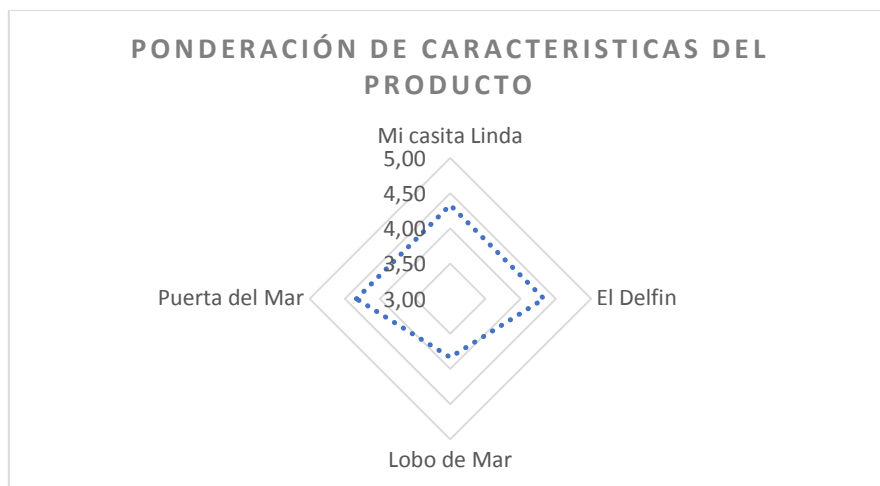 PONDERACIÓN DE CARACTERISTICAS DEL
PRODUCTO
Mi casita Linda
5,00
4,50
4,00
3,50
3,00
Puerta del Mar
El Delfin
Lobo de Mar